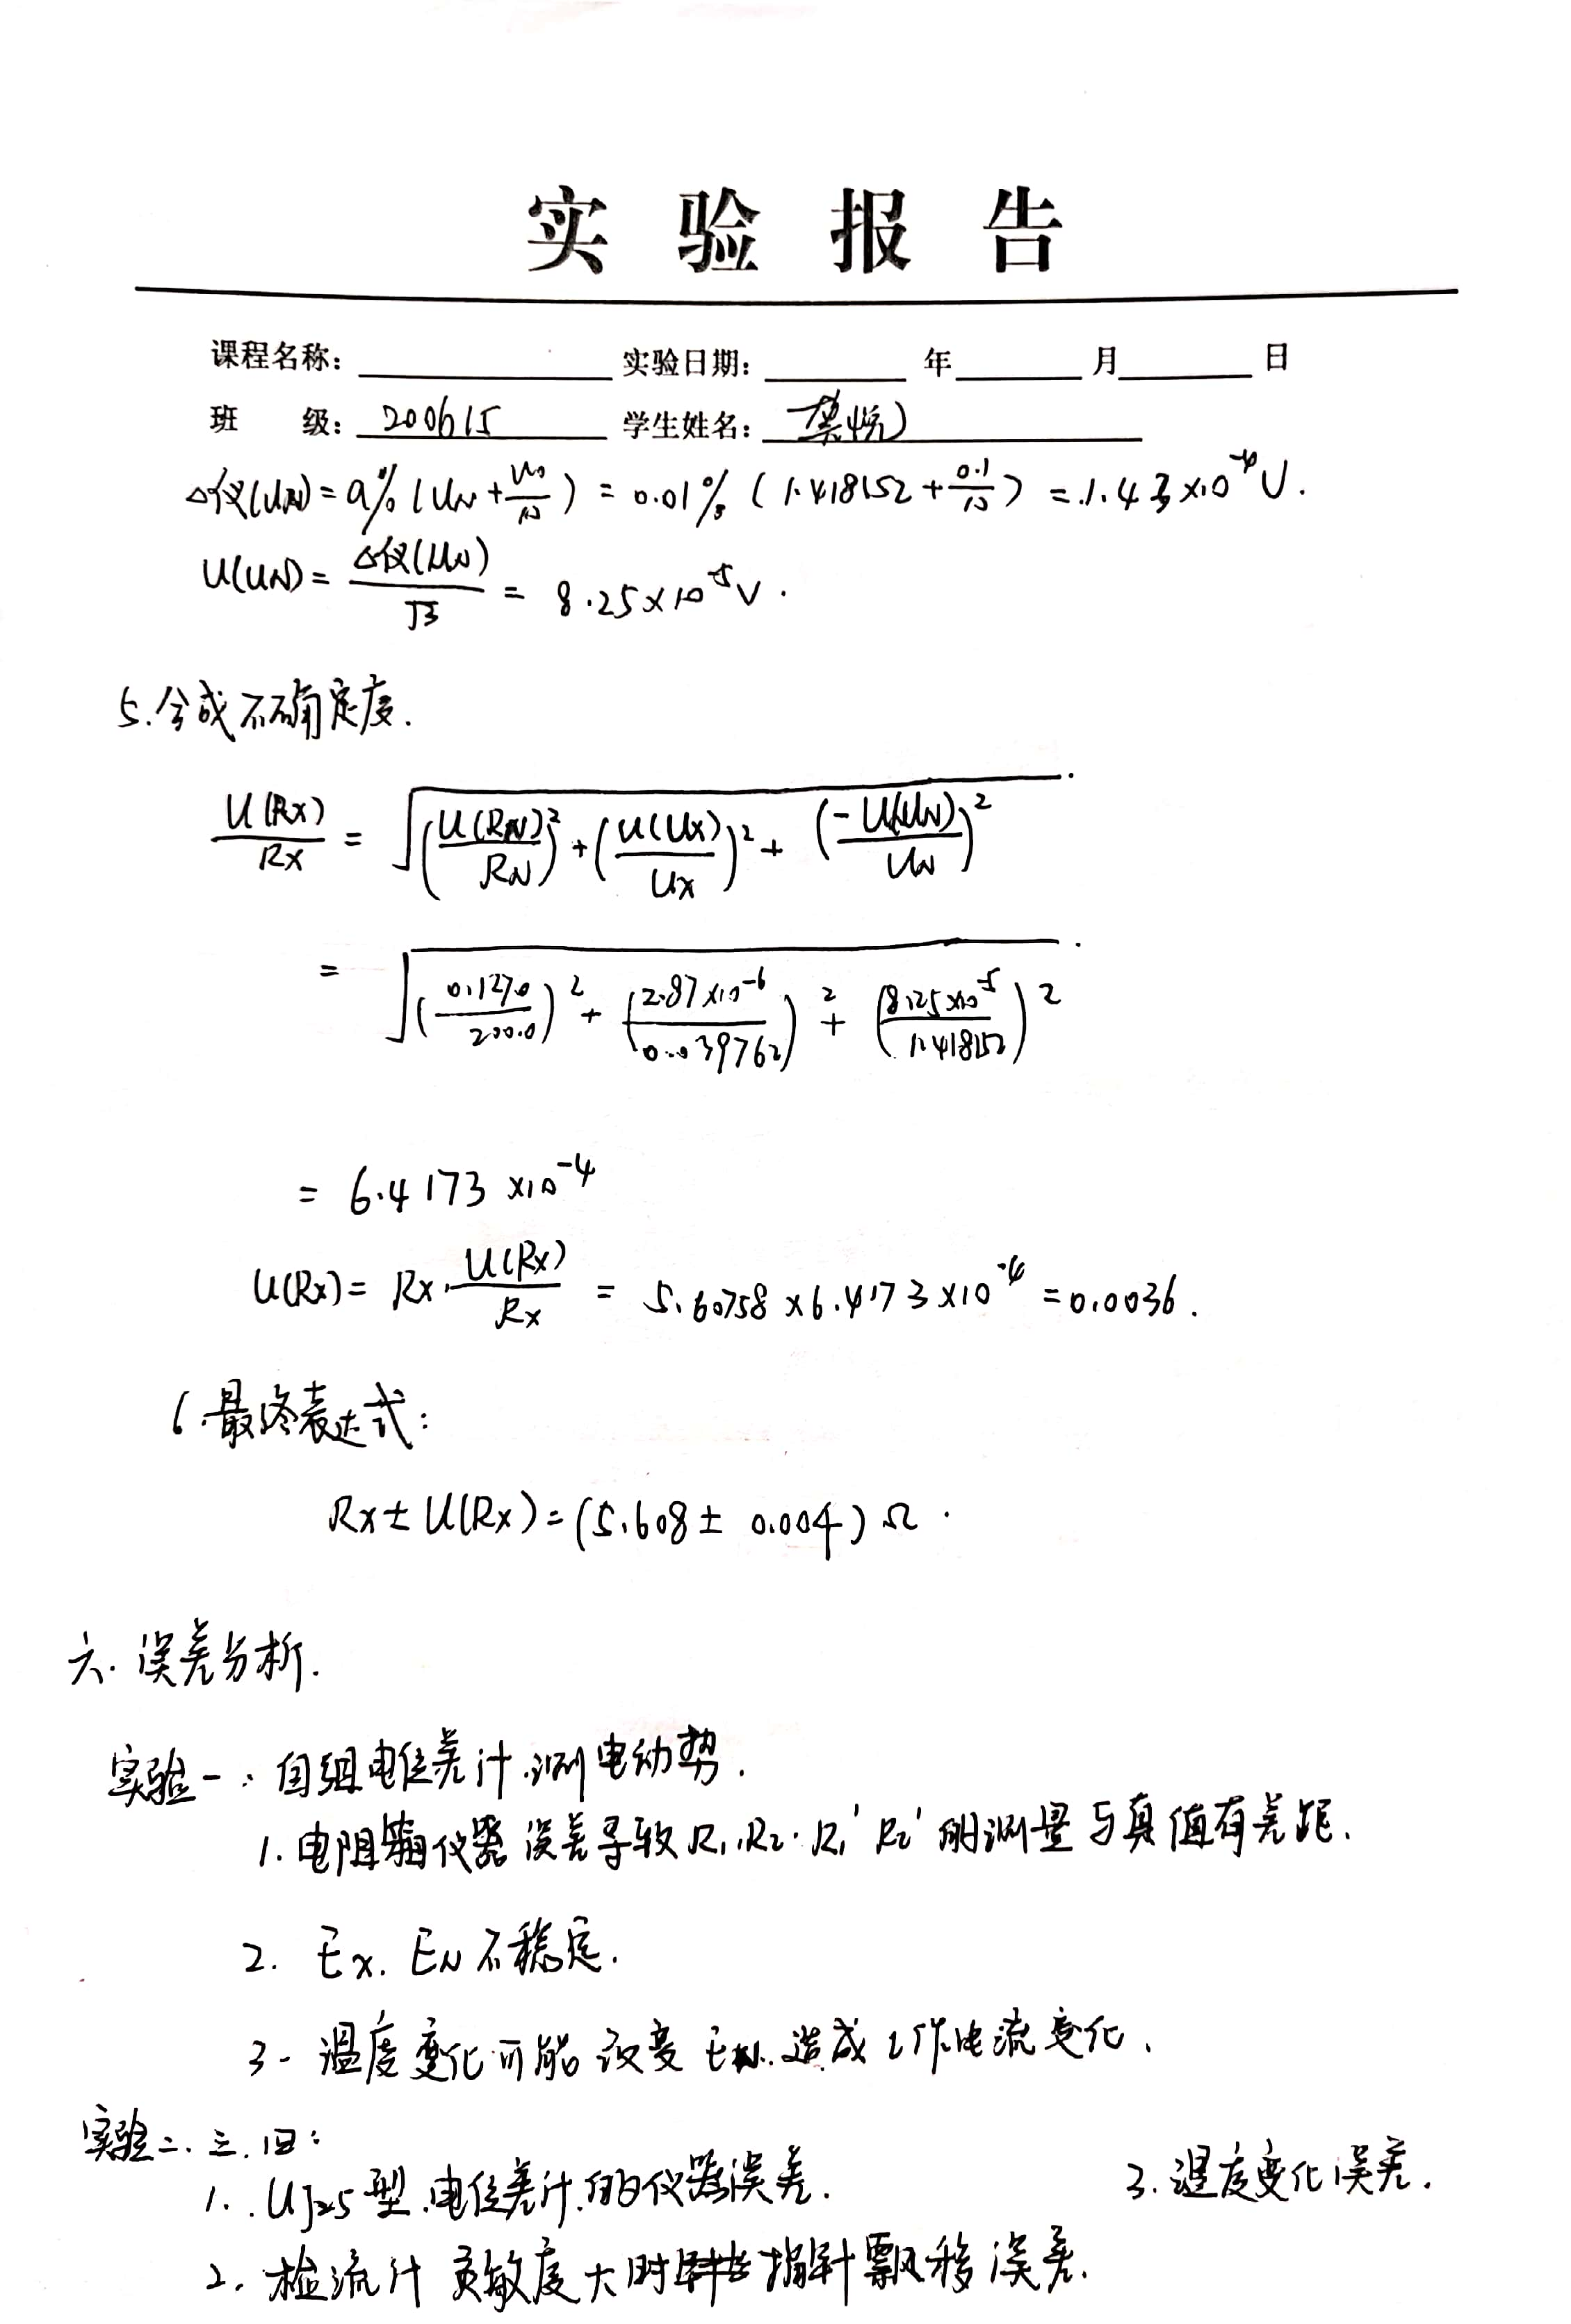 实验报告
课程名称： 实验日期： 年 月 日
班 级：200615 学生姓名：
Δ仪(UN)=a%(UN+U0/10)=0.01%(1.418152+0.1/10)=1.43×10^-4V.
U(UN)=Δ仪(UN)/√3=8.25×10^-5V.
5.合成不确定度.
U(Rx)/Rx=√((U(RN)/RN)^2+(U(Ux)/Ux)^2+(-U(UN)/UN)^2)
=√((0.1270/200.0)^2+(2.87×10^-6/0.039762)^2+(8.25×10^-5/1.418152)^2)
=6.4173×10^-4
U(Rx)=Rx·U(Rx)/Rx=5.60758×6.4173×10^-4=0.0036.
6.最终表达式：
Rx±U(Rx)=(5.608±0.004)Ω.
六.误差分析.
实验一：自组电位差计测电动势.
1.电阻箱仪器误差导致R1,R2.R1'R2'的测量与真值有差距.
2. Ex. EN不稳定.
3. 温度变化可能改变EN.造成工作电流变化.
实验二.三.四：
1. UJ25型电位差计的仪器误差. 3.温度变化误差.
2. 检流计灵敏度大时指针飘移误差.